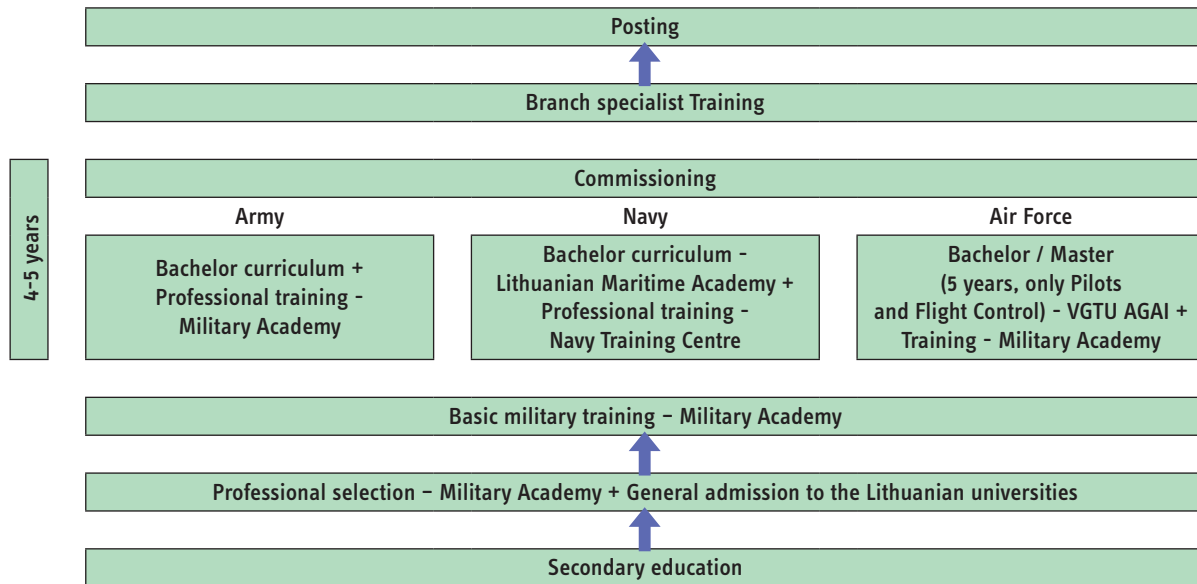 Posting
Branch specialist Training
4-5 years
Commissioning
Army
Navy
Air Force
Bachelor curriculum +
Professional training -
Military Academy
Bachelor curriculum -
Lithuanian Maritime Academy +
Professional training -
Navy Training Centre
Bachelor / Master
(5 years, only Pilots
and Flight Control) - VGTU AGAI +
Training - Military Academy
Basic military training – Military Academy
Professional selection – Military Academy + General admission to the Lithuanian universities
Secondary education